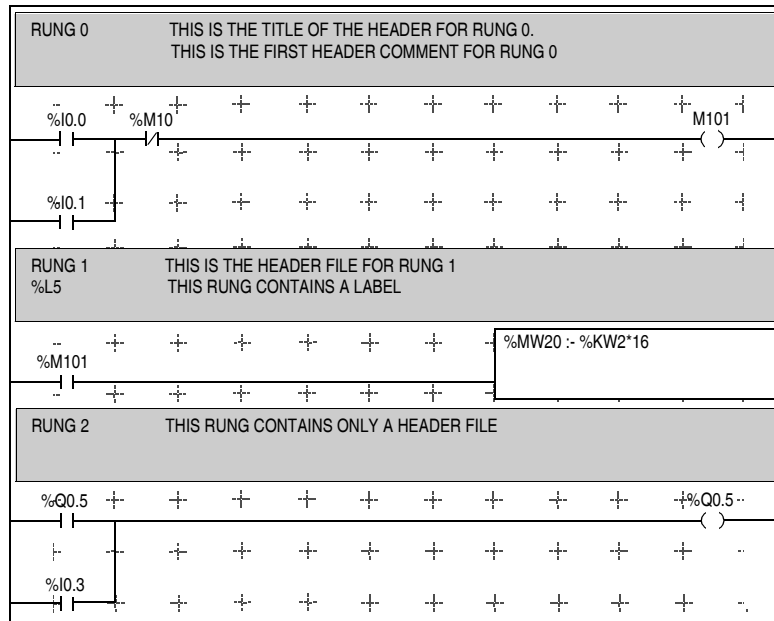 RUNG 0 THIS IS THE TITLE OF THE HEADER FOR RUNG 0.
THIS IS THE FIRST HEADER COMMENT FOR RUNG 0
%I0.0 %M10 M101
%I0.1
RUNG 1 THIS IS THE HEADER FILE FOR RUNG 1
%L5 THIS RUNG CONTAINS A LABEL
%MW20 :- %KW2*16
%M101
RUNG 2 THIS RUNG CONTAINS ONLY A HEADER FILE
%Q0.5 %Q0.5
%I0.3